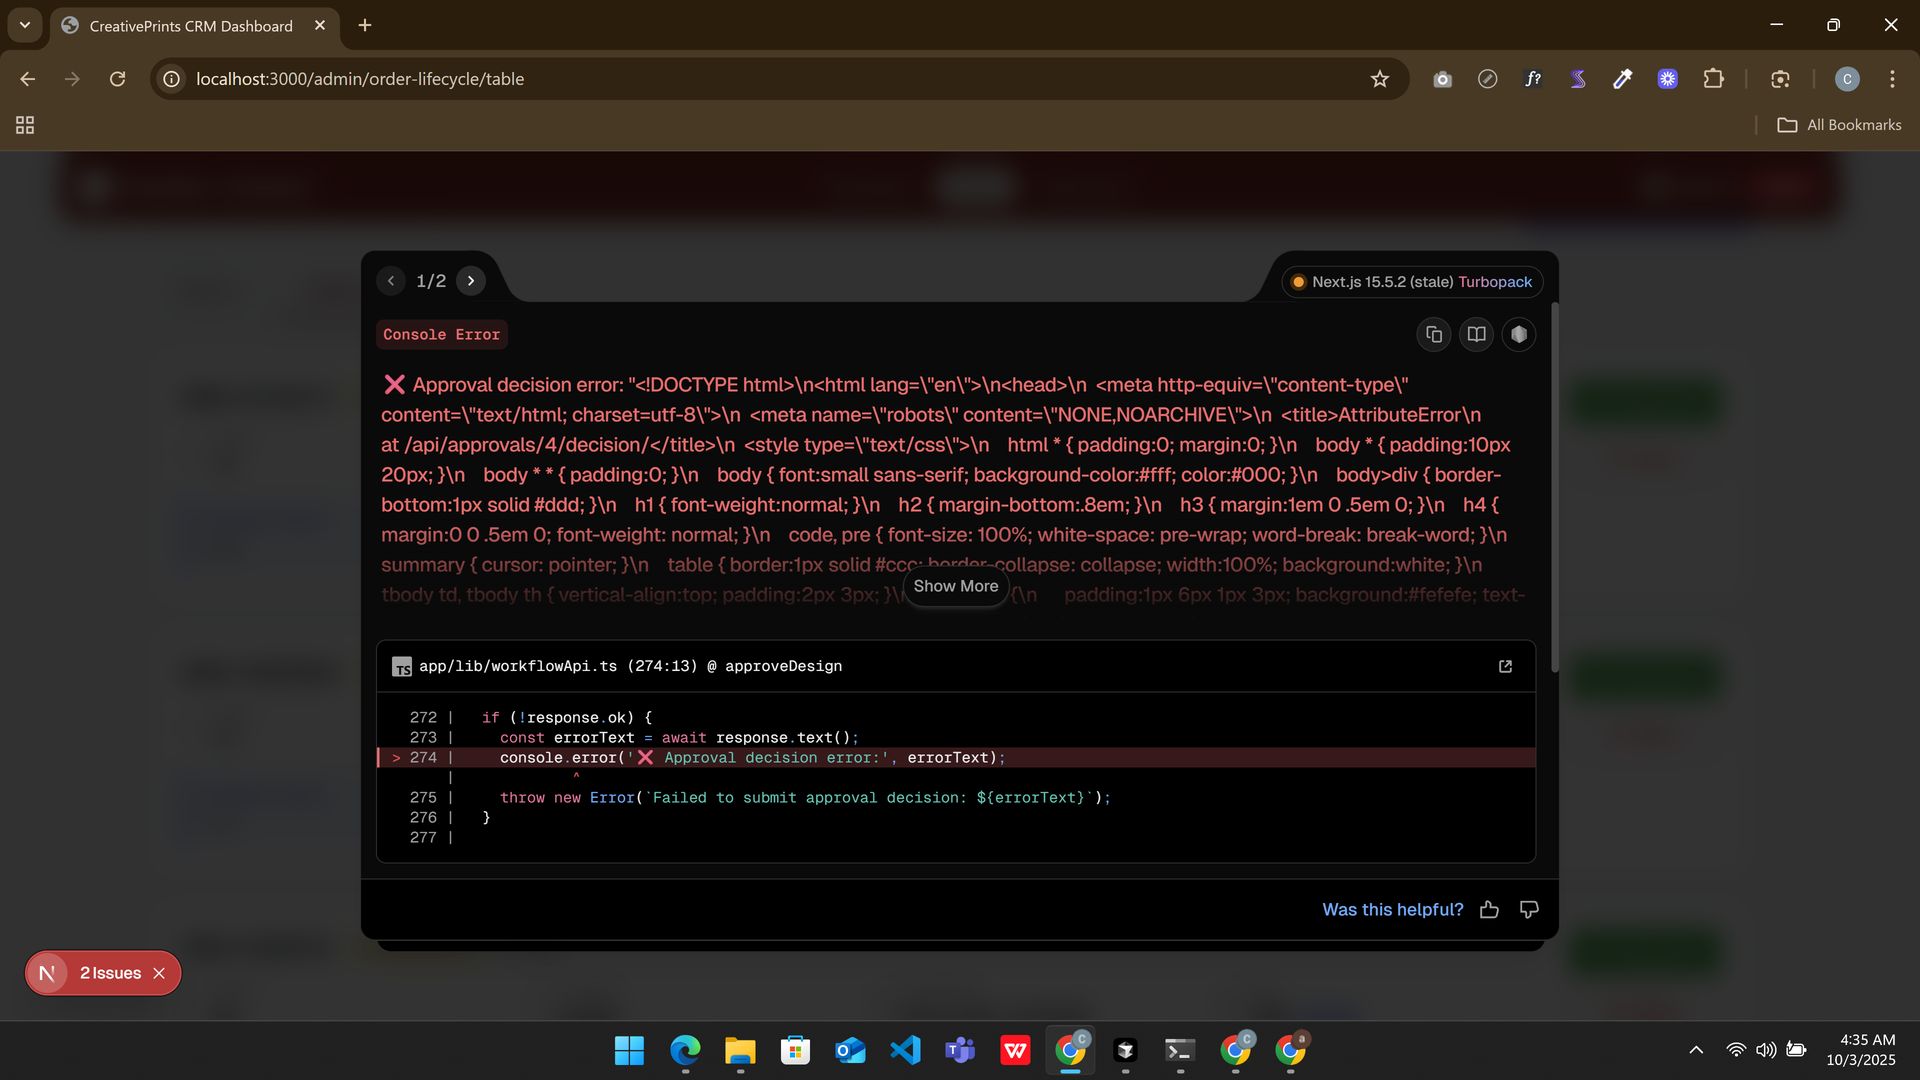 CreativePrints CRM Dashboard
localhost:3000/admin/order-lifecycle/table
f?
C
All Bookmarks
1/2
Next.js 15.5.2 (stale) Turbopack
Console Error
❌ Approval decision error: "<!DOCTYPE html>\n<html lang=\"en\">\n<head>\n <meta http-equiv=\"content-type\"
content=\"text/html; charset=utf-8\">\n <meta name=\"robots\" content=\"NONE,NOARCHIVE\">\n <title>AttributeError\n
at /api/approvals/4/decision/</title>\n <style type=\"text/css\">\n html * { padding:0; margin:0; }\n body * { padding:10px
20px; }\n body * * { padding:0; }\n body { font:small sans-serif; background-color:#fff; color:#000; }\n body>div { border-
bottom:1px solid #ddd; }\n h1 { font-weight:normal; }\n h2 { margin-bottom:.8em; }\n h3 { margin:1em 0 .5em 0; }\n h4 {
margin:0 0 .5em 0; font-weight: normal; }\n code, pre { font-size: 100%; white-space: pre-wrap; word-break: break-word; }\n
summary { cursor: pointer; }\n table { border:1px solid #ccc; border-collapse: collapse; width:100%; background:white; }\n
tbody td, tbody th { vertical-align:top; padding:2px 3px; }\n {\n padding:1px 6px 1px 3px; background:#fefefe; text-
Show More
TS app/lib/workflowApi.ts (274:13) @ approveDesign
272 | if (!response.ok) {
273 | const errorText = await response.text();
> 274 | console.error('❌ Approval decision error:', errorText);
| ^
275 | throw new Error(`Failed to submit approval decision: ${errorText}`);
276 | }
277 |
Was this helpful?
N 2 Issues
4:35 AM
10/3/2025